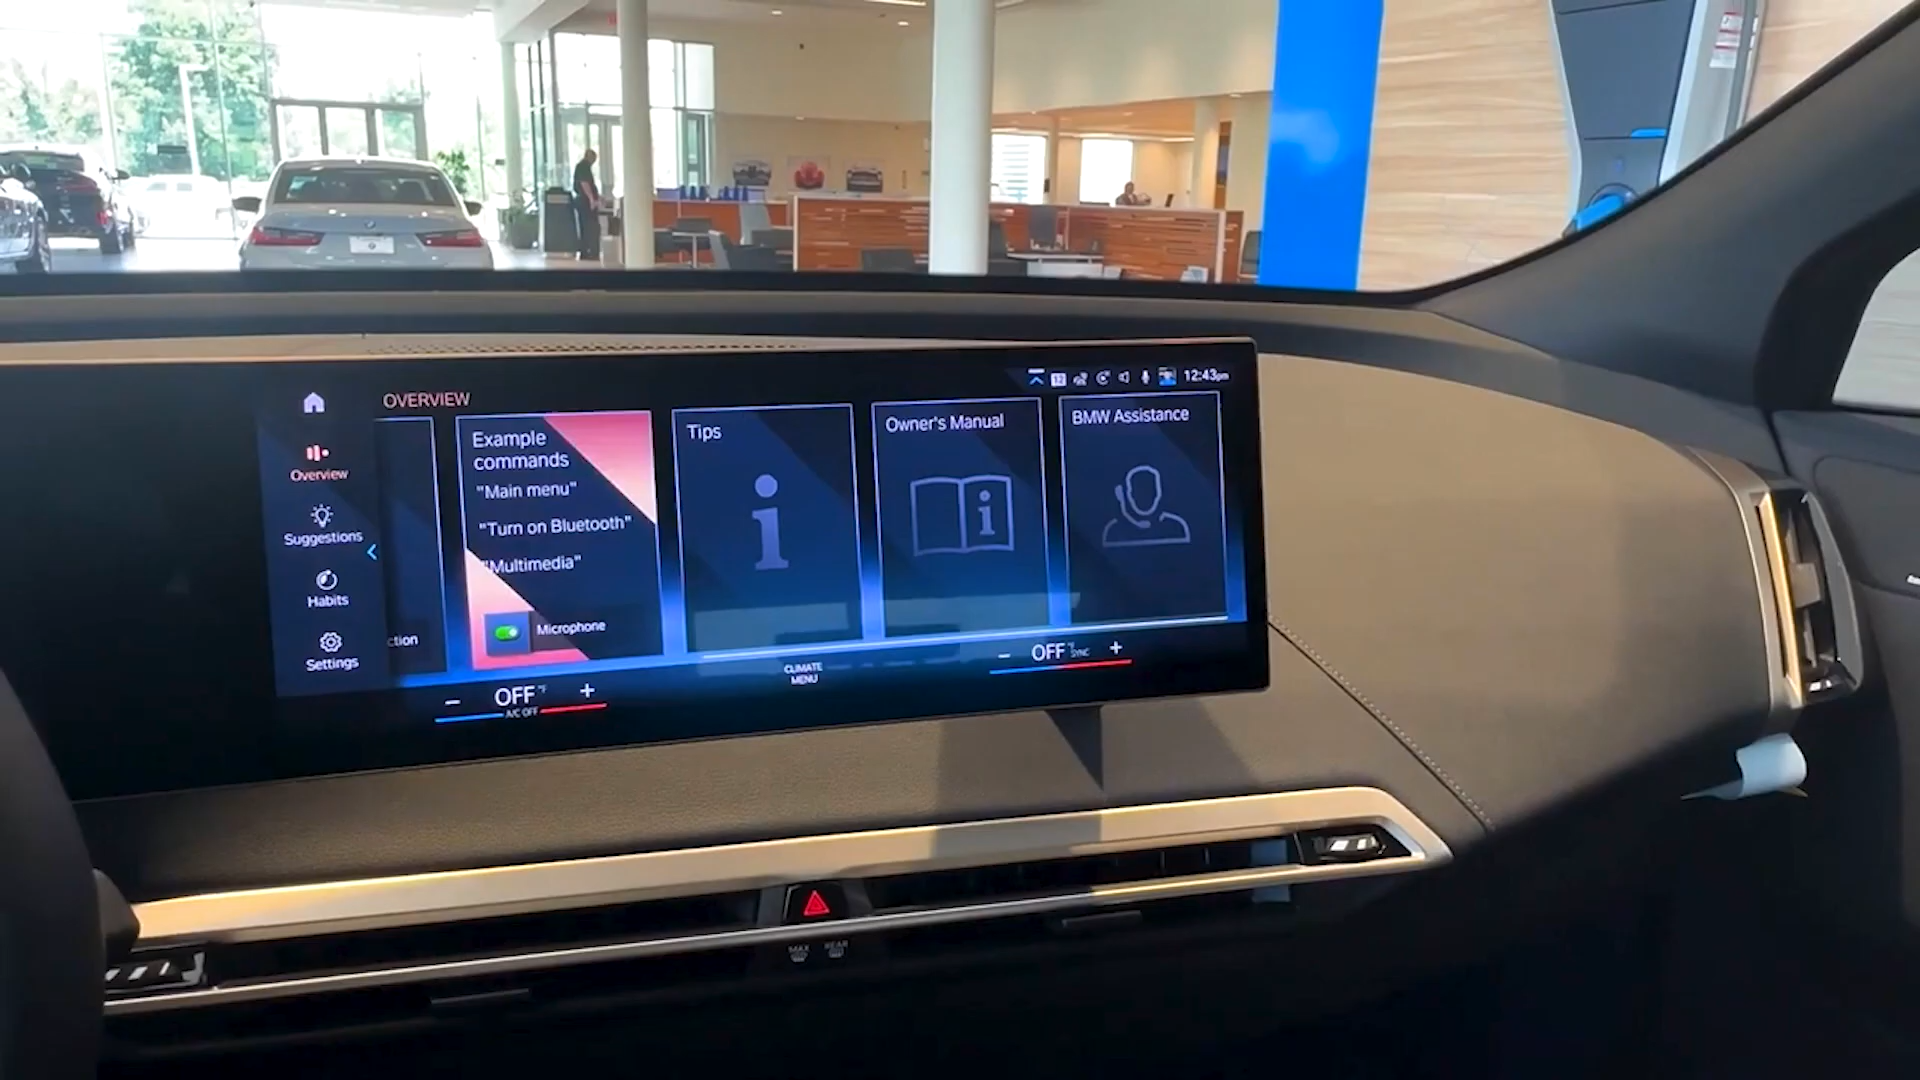 OVERVIEW
12
12:43pm
Overview
Suggestions
Habits
Settings
ction
Example
commands
"Main menu"
"Turn on Bluetooth"
"Multimedia"
Microphone
Tips
Owner's Manual
BMW Assistance
OFF °F
A/C OFF
CLIMATE
MENU
OFF °F
SYNC
MAX
REAR